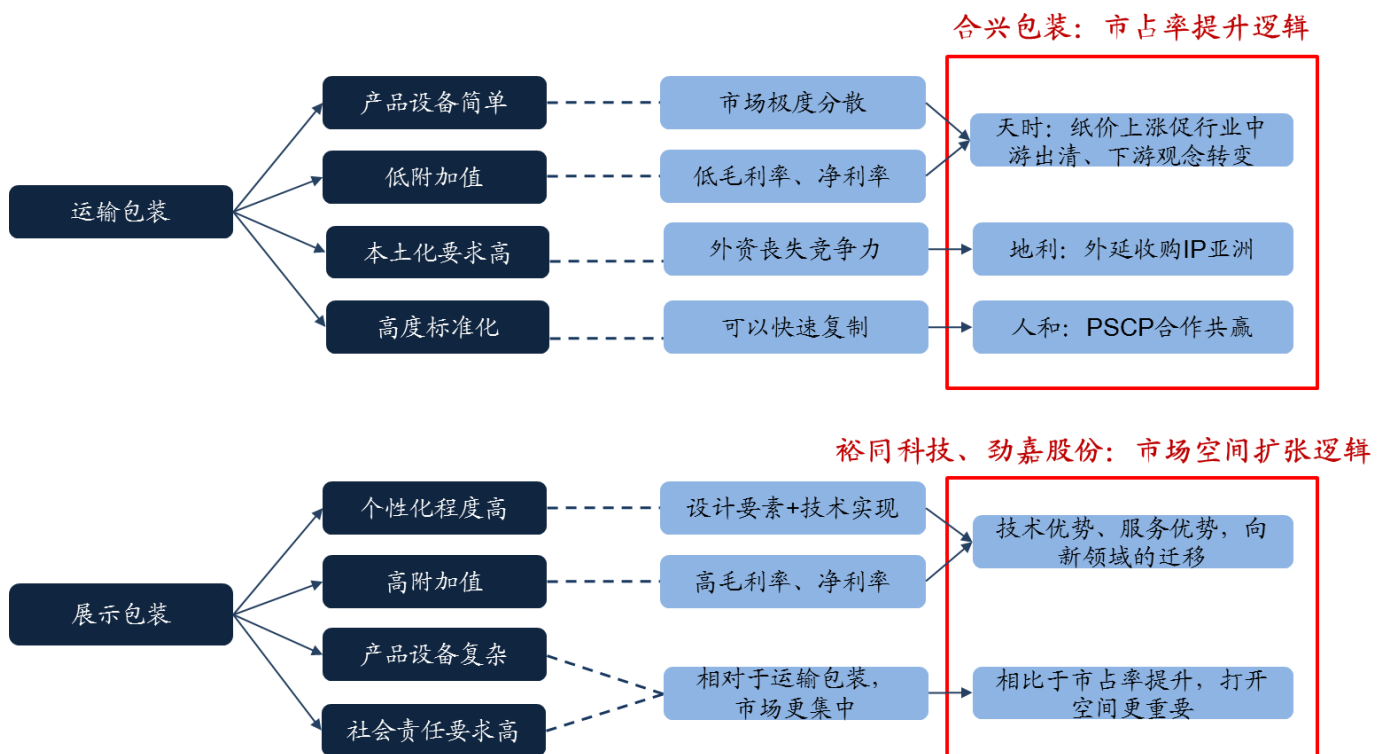 合兴包装：市占率提升逻辑
产品设备简单
市场极度分散
天时：纸价上涨促行业中
游出清、下游观念转变
低附加值
低毛利率、净利率
运输包装
本土化要求高
外资丧失竞争力
地利：外延收购IP亚洲
高度标准化
可以快速复制
人和：PSCP合作共赢
裕同科技、劲嘉股份：市场空间扩张逻辑
个性化程度高
设计要素+技术实现
技术优势、服务优势，向
新领域的迁移
高附加值
高毛利率、净利率
展示包装
产品设备复杂
相对于运输包装，
市场更集中
相比于市占率提升，打开
空间更重要
社会责任要求高